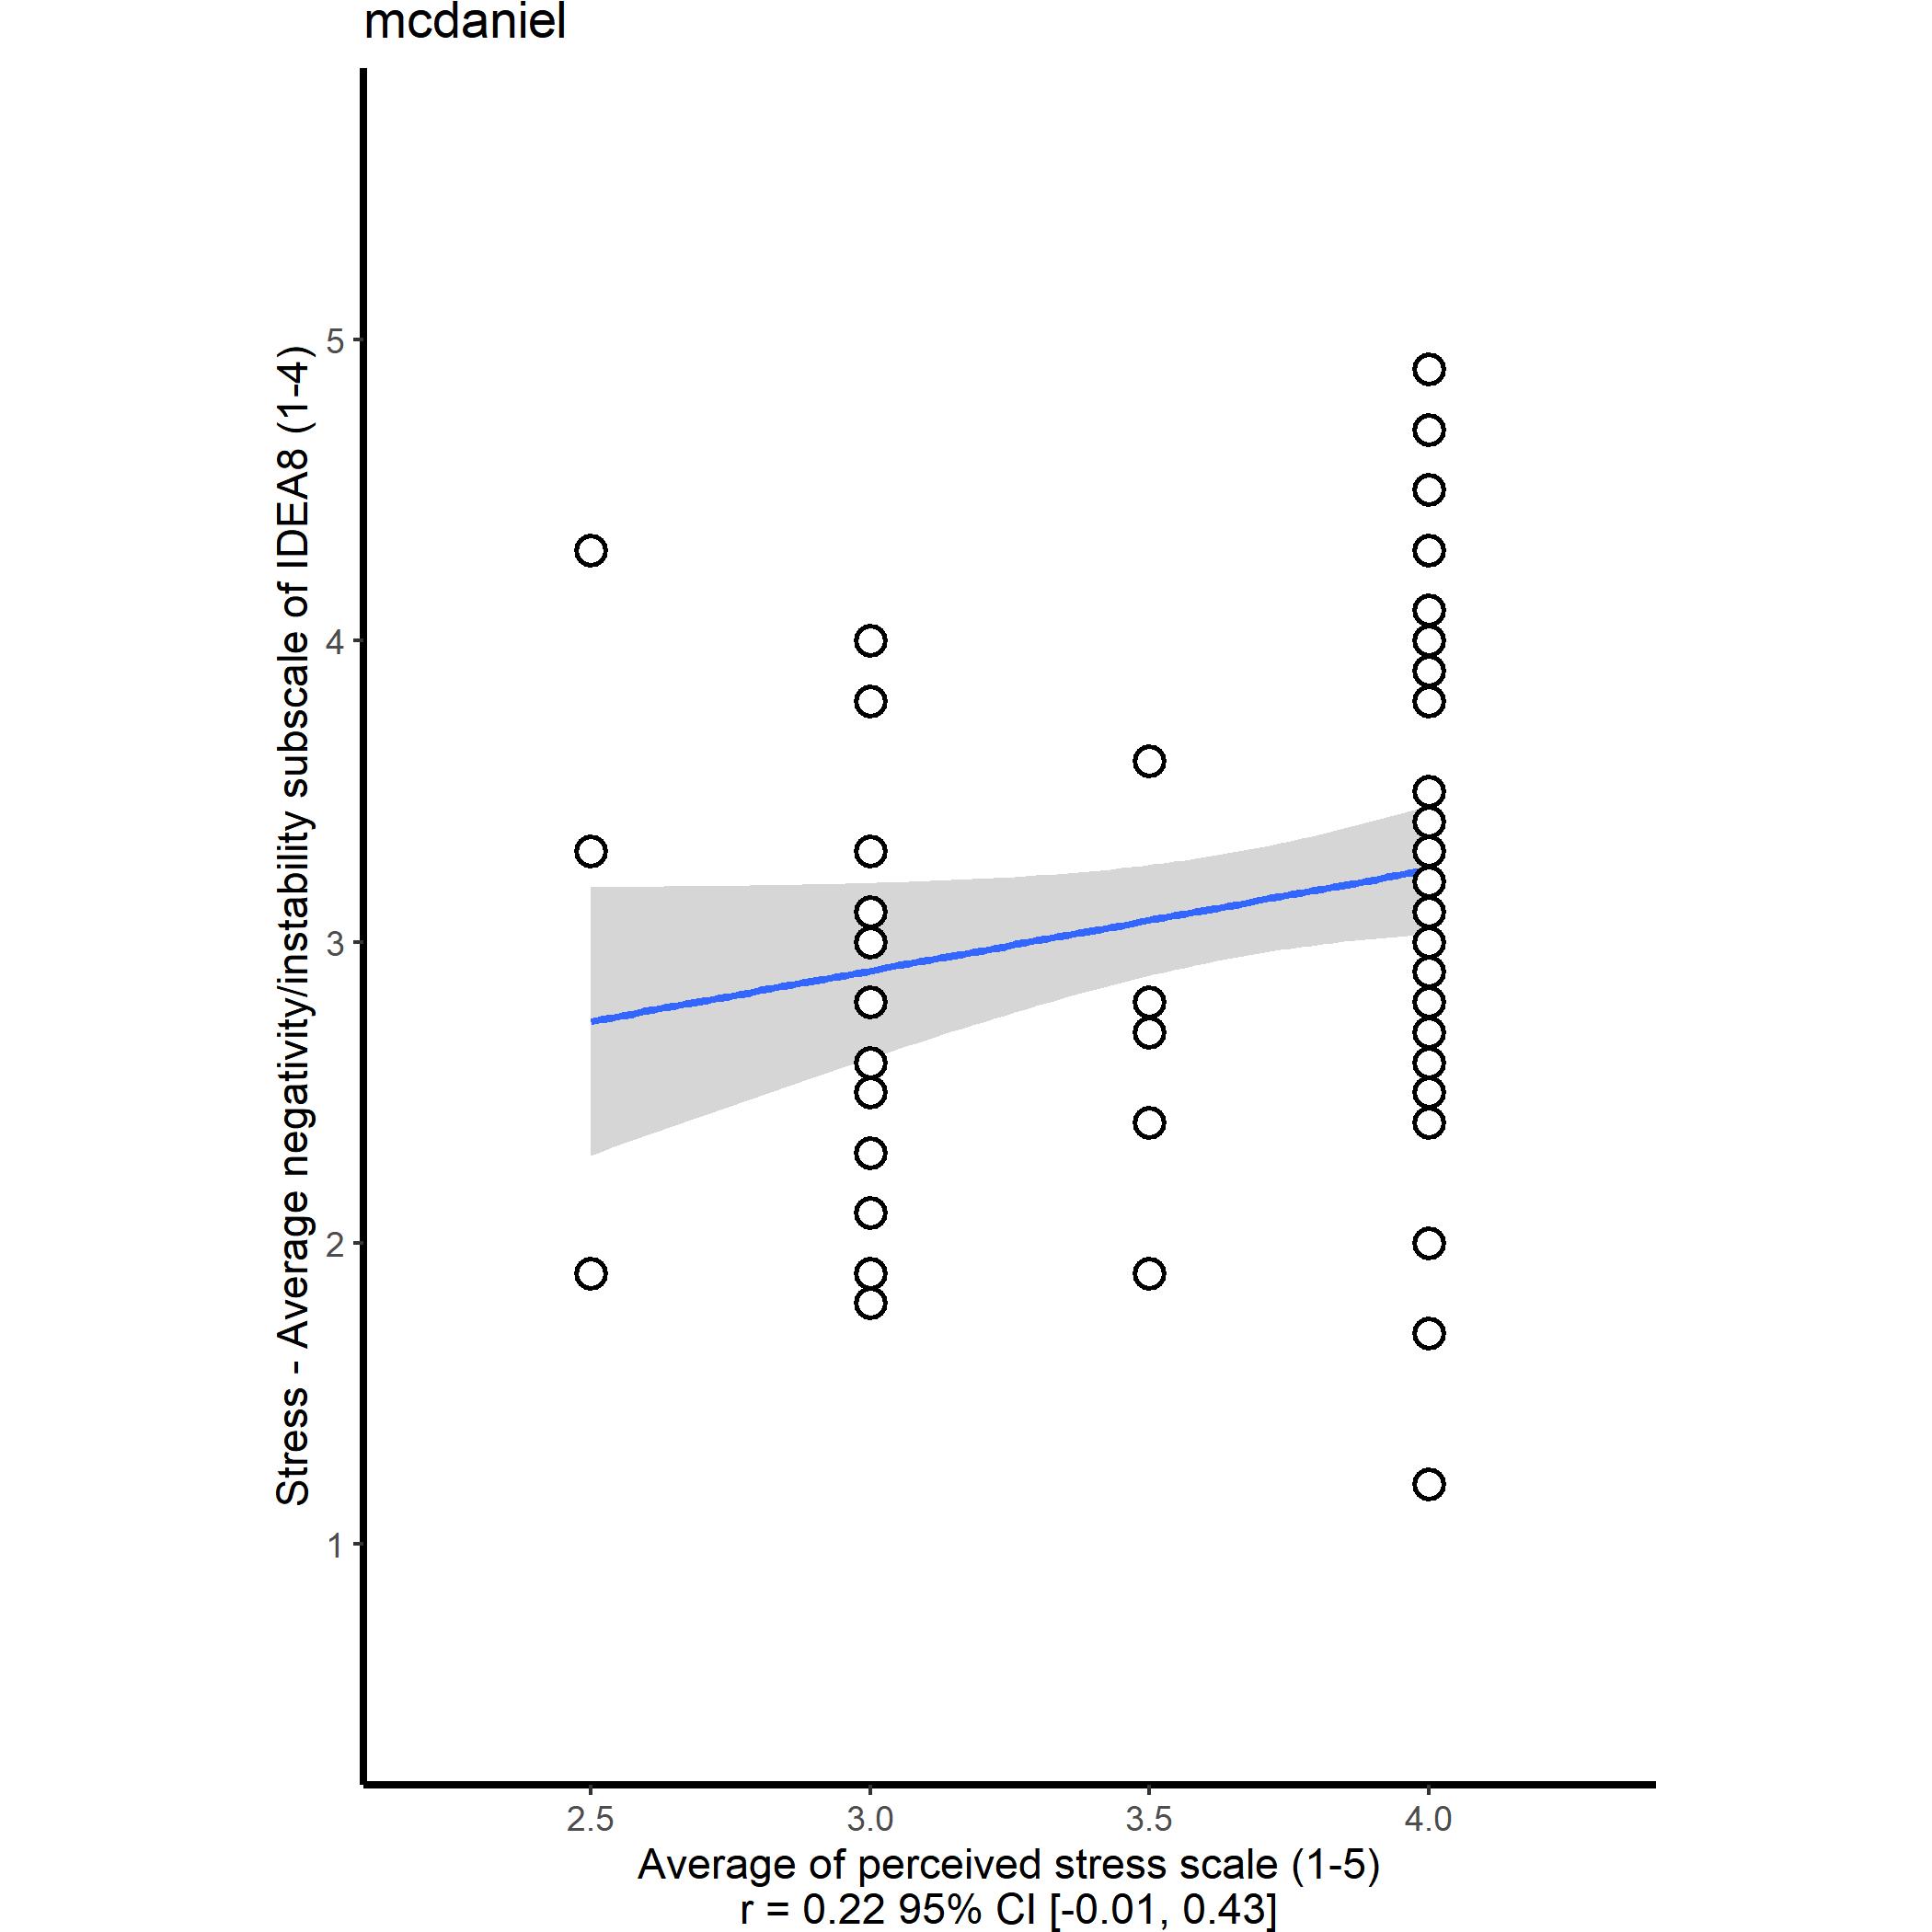 mcdaniel
Stress - Average negativity/instability subscale of IDEA8 (1-4)
5
4
3
2
1
2.5 3.0 3.5 4.0
Average of perceived stress scale (1-5)
r = 0.22 95% CI [-0.01, 0.43]